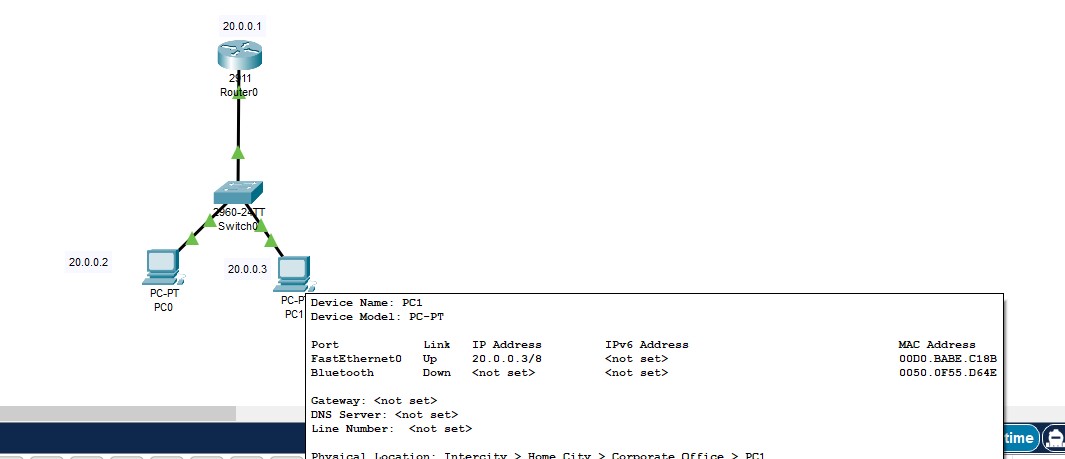 20.0.0.1
2911
Router0
2960-24TT
Switch0
20.0.0.2
20.0.0.3
PC-PT
PC0
PC-P
PC1
Device Name: PC1
Device Model: PC-PT
Port Link IP Address IPv6 Address MAC Address
FastEthernet0 Up 20.0.0.3/8 <not set> 00D0.BABE.C18B
Bluetooth Down <not set> <not set> 0050.0F55.D64E
Gateway: <not set>
DNS Server: <not set>
Line Number: <not set>
Physical Location: Intercity > Home City > Corporate Office > PC1
time